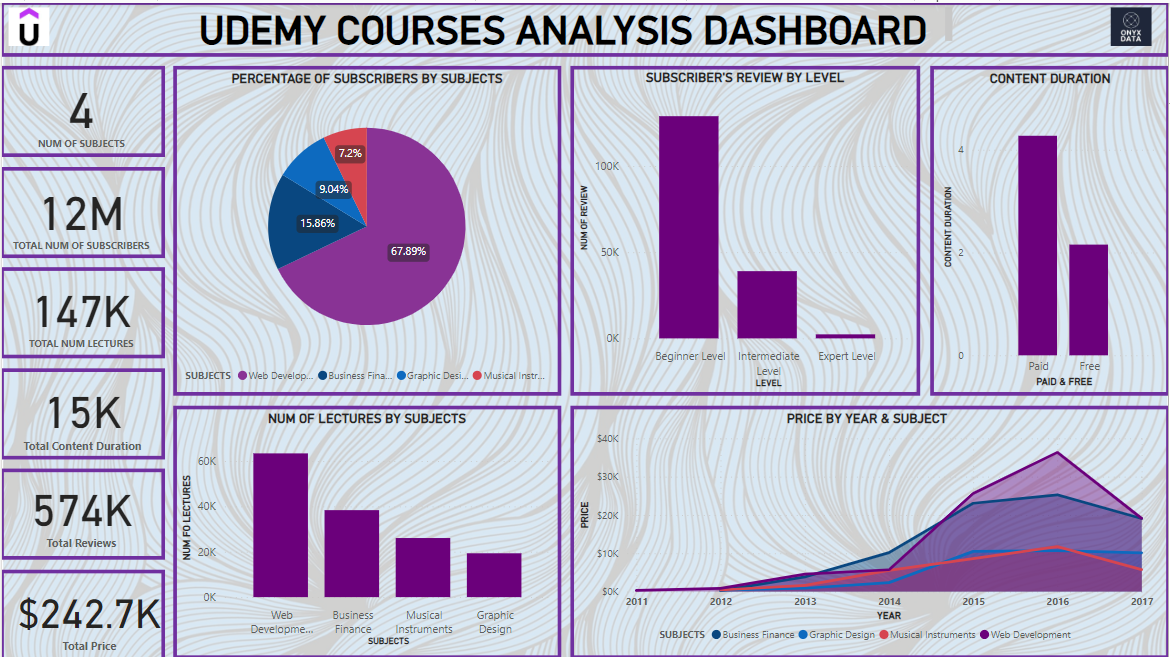 U
UDEMY COURSES ANALYSIS DASHBOARD
ONYX
DATA
4
NUM OF SUBJECTS
12M
TOTAL NUM OF SUBSCRIBERS
147K
TOTAL NUM LECTURES
15K
Total Content Duration
574K
Total Reviews
$242.7K
Total Price
PERCENTAGE OF SUBSCRIBERS BY SUBJECTS
7.2%
9.04%
15.86%
67.89%
SUBJECTS Web Develop... Business Fina... Graphic Desi... Musical Instr...
SUBSCRIBER'S REVIEW BY LEVEL
NUM OF REVIEW
100K
50K
0K
Beginner Level Intermediate Level Expert Level
LEVEL
CONTENT DURATION
CONTENT DURATION
4
2
0
Paid Free
PAID & FREE
NUM OF LECTURES BY SUBJECTS
NUM FO LECTURES
60K
40K
20K
0K
Web Developme... Business Finance Musical Instruments Graphic Design
SUBJECTS
PRICE BY YEAR & SUBJECT
PRICE
$40K
$30K
$20K
$10K
$0K
2011 2012 2013 2014 2015 2016 2017
YEAR
SUBJECTS Business Finance Graphic Design Musical Instruments Web Development